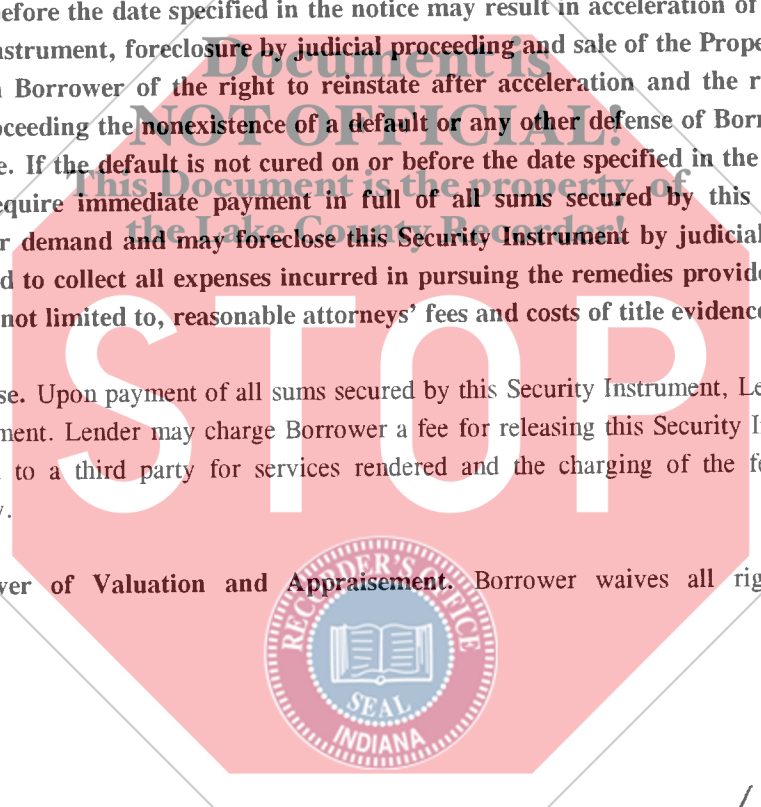 efore the date specified in the notice may result in acceleration of
nstrument, foreclosure by judicial proceeding and sale of the Prope
Document is
Borrower of the right to reinstate after acceleration and the r
NOT OFFICIAL!
oceeding the nonexistence of a default or any other defense of Borr
e. If the default is not cured on or before the date specified in the
This Document is the property of
equire immediate payment in full of all sums secured by this
the Lake County Recorder!
r demand and may foreclose this Security Instrument by judicial
d to collect all expenses incurred in pursuing the remedies provide
not limited to, reasonable attorneys' fees and costs of title evidence
STOP
se. Upon payment of all sums secured by this Security Instrument, Le
ment. Lender may charge Borrower a fee for releasing this Security I
to a third party for services rendered and the charging of the fe
y.
ver of Valuation and Appraisement. Borrower waives all rig
RECORDER'S OFFICE
SEAL
INDIANA